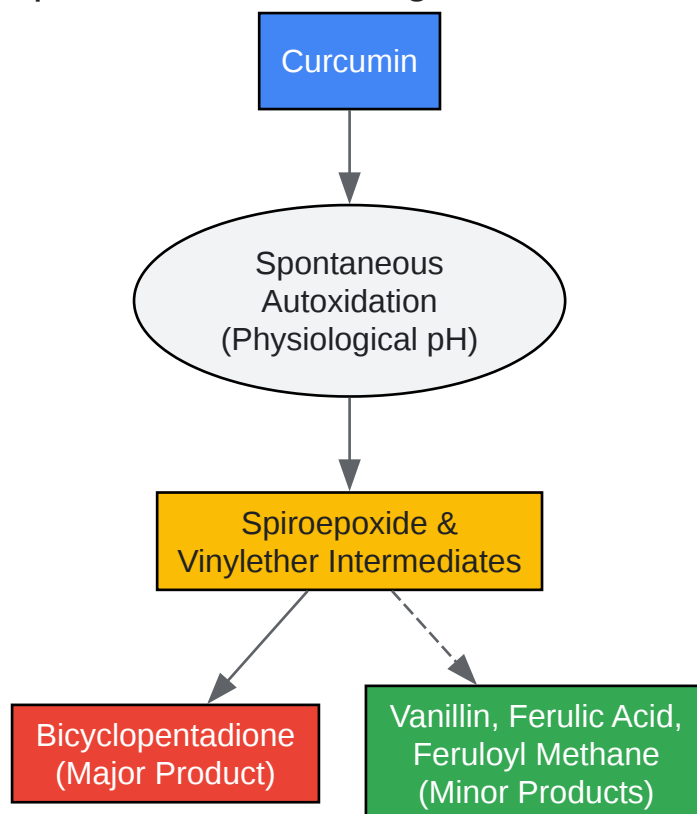 Curcumin
Spontaneous
Autoxidation
(Physiological pH)
Spiroepoxide &
Vinylether Intermediates
Bicyclopentadione
(Major Product)
Vanillin, Ferulic Acid,
Feruloyl Methane
(Minor Products)